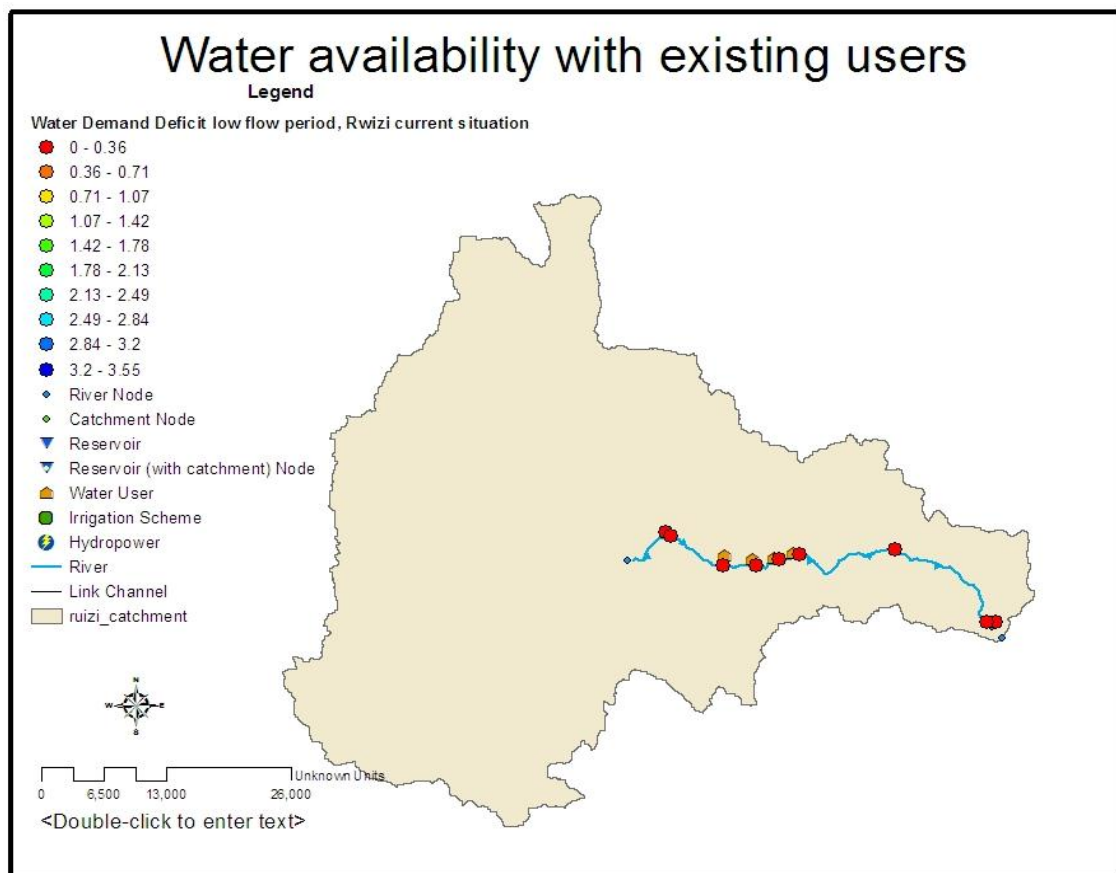 Water availability with existing users
Legend
Water Demand Deficit low flow period, Rwizi current situation
0 - 0.36
0.36 - 0.71
0.71 - 1.07
1.07 - 1.42
1.42 - 1.78
1.78 - 2.13
2.13 - 2.49
2.49 - 2.84
2.84 - 3.2
3.2 - 3.55
River Node
Catchment Node
Reservoir
Reservoir (with catchment) Node
Water User
Irrigation Scheme
Hydropower
River
Link Channel
ruizi_catchment
N
W E
S
Unknown Units
0 6,500 13,000 26,000
<Double-click to enter text>